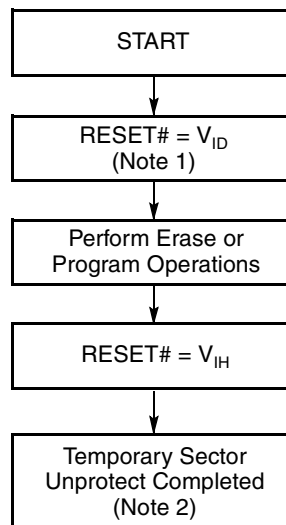 START
RESET# = VID
(Note 1)
Perform Erase or
Program Operations
RESET# = VIH
Temporary Sector
Unprotect Completed
(Note 2)